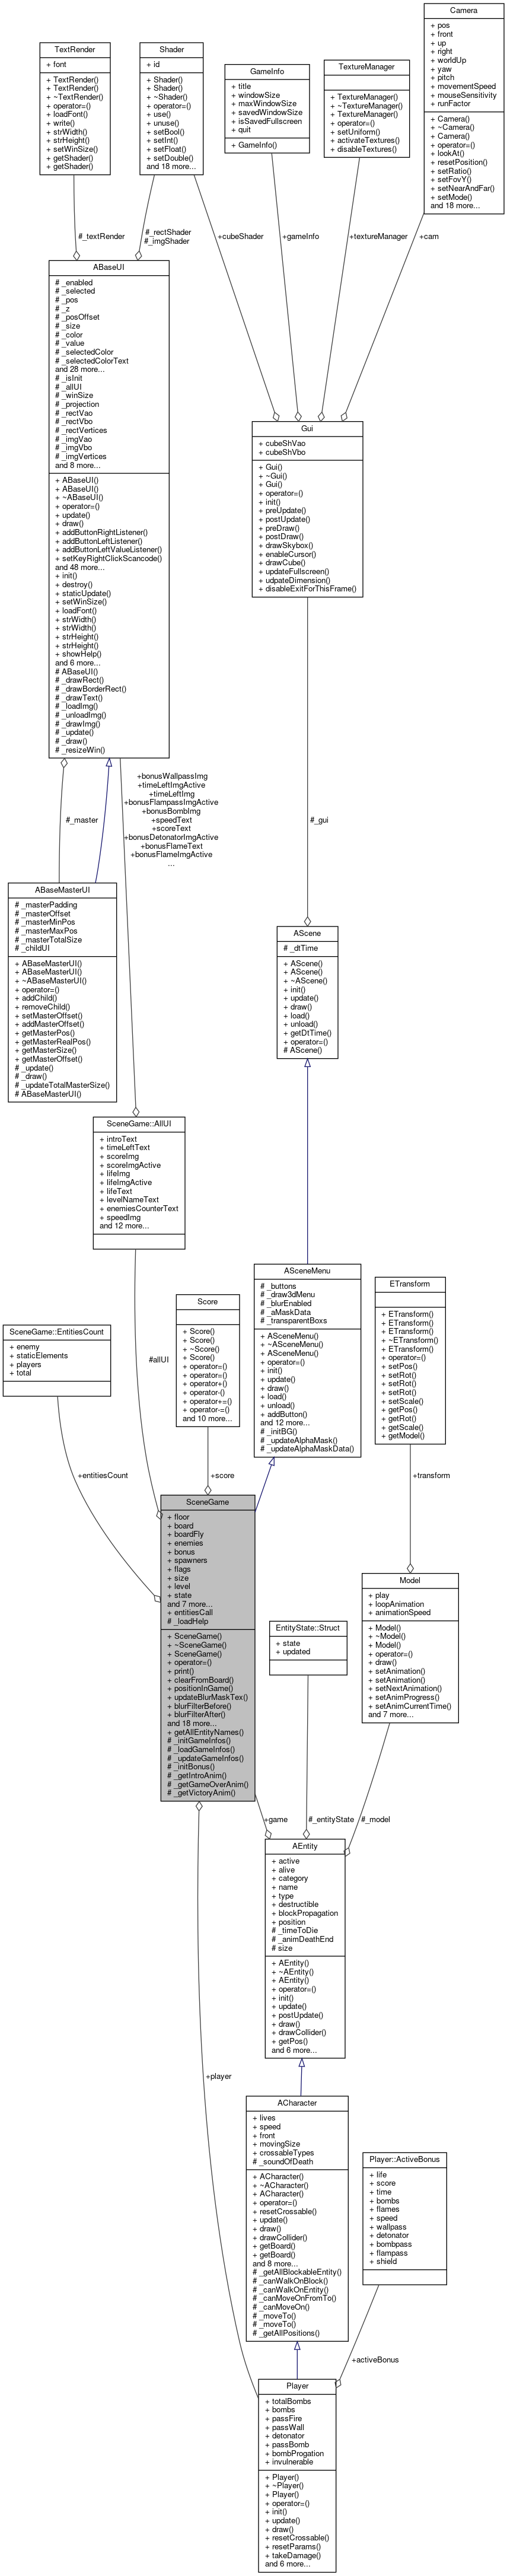 Camera
+ pos
+ front
+ up
+ right
+ worldUp
+ yaw
+ pitch
+ movementSpeed
+ mouseSensitivity
+ runFactor
+ Camera()
+ ~Camera()
+ Camera()
+ operator=()
+ lookAt()
+ resetPosition()
+ setRatio()
+ setFovY()
+ setNearAndFar()
+ setMode()
and 18 more...
TextRender
+ font
+ TextRender()
+ TextRender()
+ ~TextRender()
+ operator=()
+ loadFont()
+ write()
+ strWidth()
+ strHeight()
+ setWinSize()
+ getShader()
+ getShader()
Shader
+ id
+ Shader()
+ Shader()
+ ~Shader()
+ operator=()
+ use()
+ unuse()
+ setBool()
+ setInt()
+ setFloat()
+ setDouble()
and 18 more...
GameInfo
+ title
+ windowSize
+ maxWindowSize
+ savedWindowSize
+ isSavedFullscreen
+ quit
+ GameInfo()
TextureManager
+ TextureManager()
+ ~TextureManager()
+ TextureManager()
+ operator=()
+ setUniform()
+ activateTextures()
+ disableTextures()
#_textRender
#_rectShader
#_imgShader
+cubeShader
+gameInfo
+textureManager
+cam
ABaseUI
# _enabled
# _selected
# _pos
# _z
# _posOffset
# _size
# _color
# _value
# _selectedColor
# _selectedColorText
and 28 more...
# _isInit
# _allUI
# _winSize
# _projection
# _rectVao
# _rectVbo
# _rectVertices
# _imgVao
# _imgVbo
# _imgVertices
and 8 more...
+ ABaseUI()
+ ABaseUI()
+ ~ABaseUI()
+ operator=()
+ update()
+ draw()
+ addButtonRightListener()
+ addButtonLeftListener()
+ addButtonLeftValueListener()
+ setKeyRightClickScancode()
and 48 more...
+ init()
+ destroy()
+ staticUpdate()
+ setWinSize()
+ loadFont()
+ strWidth()
+ strWidth()
+ strHeight()
+ strHeight()
+ showHelp()
and 6 more...
# ABaseUI()
# _drawRect()
# _drawBorderRect()
# _drawText()
# _loadImg()
# _unloadImg()
# _drawImg()
# _update()
# _draw()
# _resizeWin()
Gui
+ cubeShVao
+ cubeShVbo
+ Gui()
+ ~Gui()
+ Gui()
+ operator=()
+ init()
+ preUpdate()
+ postUpdate()
+ preDraw()
+ postDraw()
+ drawSkybox()
+ enableCursor()
+ drawCube()
+ updateFullscreen()
+ udpateDimension()
+ disableExitForThisFrame()
#_master
+bonusWallpassImg
+timeLeftImgActive
+timeLeftImg
+bonusFlampassImgActive
+bonusBombImg
+speedText
+scoreText
+bonusDetonatorImgActive
+bonusFlameText
+bonusFlameImgActive
...
#_gui
ABaseMasterUI
# _masterPadding
# _masterOffset
# _masterMinPos
# _masterMaxPos
# _masterTotalSize
# _childUI
+ ABaseMasterUI()
+ ABaseMasterUI()
+ ~ABaseMasterUI()
+ operator=()
+ addChild()
+ removeChild()
+ setMasterOffset()
+ addMasterOffset()
+ getMasterPos()
+ getMasterRealPos()
+ getMasterSize()
+ getMasterOffset()
# _update()
# _draw()
# _updateTotalMasterSize()
# ABaseMasterUI()
AScene
# _dtTime
+ AScene()
+ AScene()
+ ~AScene()
+ init()
+ update()
+ draw()
+ load()
+ unload()
+ getDtTime()
+ operator=()
# AScene()
SceneGame::AllUI
+ introText
+ timeLeftText
+ scoreImg
+ scoreImgActive
+ lifeImg
+ lifeImgActive
+ lifeText
+ levelNameText
+ enemiesCounterText
+ speedImg
and 12 more...
ASceneMenu
# _buttons
# _draw3dMenu
# _blurEnabled
# _aMaskData
# _transparentBoxs
+ ASceneMenu()
+ ~ASceneMenu()
+ ASceneMenu()
+ operator=()
+ init()
+ update()
+ draw()
+ load()
+ unload()
+ addButton()
and 12 more...
# _initBG()
# _updateAlphaMask()
# _updateAlphaMaskData()
ETransform
+ ETransform()
+ ETransform()
+ ETransform()
+ ~ETransform()
+ ETransform()
+ operator=()
+ setPos()
+ setRot()
+ setRot()
+ setRot()
+ setScale()
+ getPos()
+ getRot()
+ getScale()
+ getModel()
Score
+ Score()
+ Score()
+ ~Score()
+ Score()
+ operator=()
+ operator=()
+ operator+()
+ operator-()
+ operator+=()
+ operator-=()
and 10 more...
SceneGame::EntitiesCount
+ enemy
+ staticElements
+ players
+ total
#allUI
+entitiesCount
+score
+transform
SceneGame
+ floor
+ board
+ boardFly
+ enemies
+ bonus
+ spawners
+ flags
+ size
+ level
+ state
and 7 more...
+ entitiesCall
# _loadHelp
+ SceneGame()
+ ~SceneGame()
+ SceneGame()
+ operator=()
+ print()
+ clearFromBoard()
+ positionInGame()
+ updateBlurMaskTex()
+ blurFilterBefore()
+ blurFilterAfter()
and 18 more...
+ getAllEntityNames()
# _initGameInfos()
# _loadGameInfos()
# _updateGameInfos()
# _initBonus()
# _getIntroAnim()
# _getGameOverAnim()
# _getVictoryAnim()
Model
+ play
+ loopAnimation
+ animationSpeed
+ Model()
+ ~Model()
+ Model()
+ operator=()
+ draw()
+ setAnimation()
+ setAnimation()
+ setNextAnimation()
+ setAnimProgress()
+ setAnimCurrentTime()
and 7 more...
EntityState::Struct
+ state
+ updated
+game
#_entityState
#_model
AEntity
+ active
+ alive
+ category
+ name
+ type
+ destructible
+ blockPropagation
+ position
# _timeToDie
# _animDeathEnd
# size
+ AEntity()
+ ~AEntity()
+ AEntity()
+ operator=()
+ init()
+ update()
+ postUpdate()
+ draw()
+ drawCollider()
+ getPos()
and 6 more...
+player
ACharacter
+ lives
+ speed
+ front
+ movingSize
+ crossableTypes
# _soundOfDeath
+ ACharacter()
+ ~ACharacter()
+ ACharacter()
+ operator=()
+ resetCrossable()
+ update()
+ draw()
+ drawCollider()
+ getBoard()
+ getBoard()
and 8 more...
# _getAllBlockableEntity()
# _canWalkOnBlock()
# _canWalkOnEntity()
# _canMoveOnFromTo()
# _canMoveOn()
# _moveTo()
# _moveTo()
# _getAllPositions()
Player::ActiveBonus
+ life
+ score
+ time
+ bombs
+ flames
+ speed
+ wallpass
+ detonator
+ bombpass
+ flampass
+ shield
+activeBonus
Player
+ totalBombs
+ bombs
+ passFire
+ passWall
+ detonator
+ passBomb
+ bombProgation
+ invulnerable
+ Player()
+ ~Player()
+ Player()
+ operator=()
+ init()
+ update()
+ draw()
+ resetCrossable()
+ resetParams()
+ takeDamage()
and 6 more...